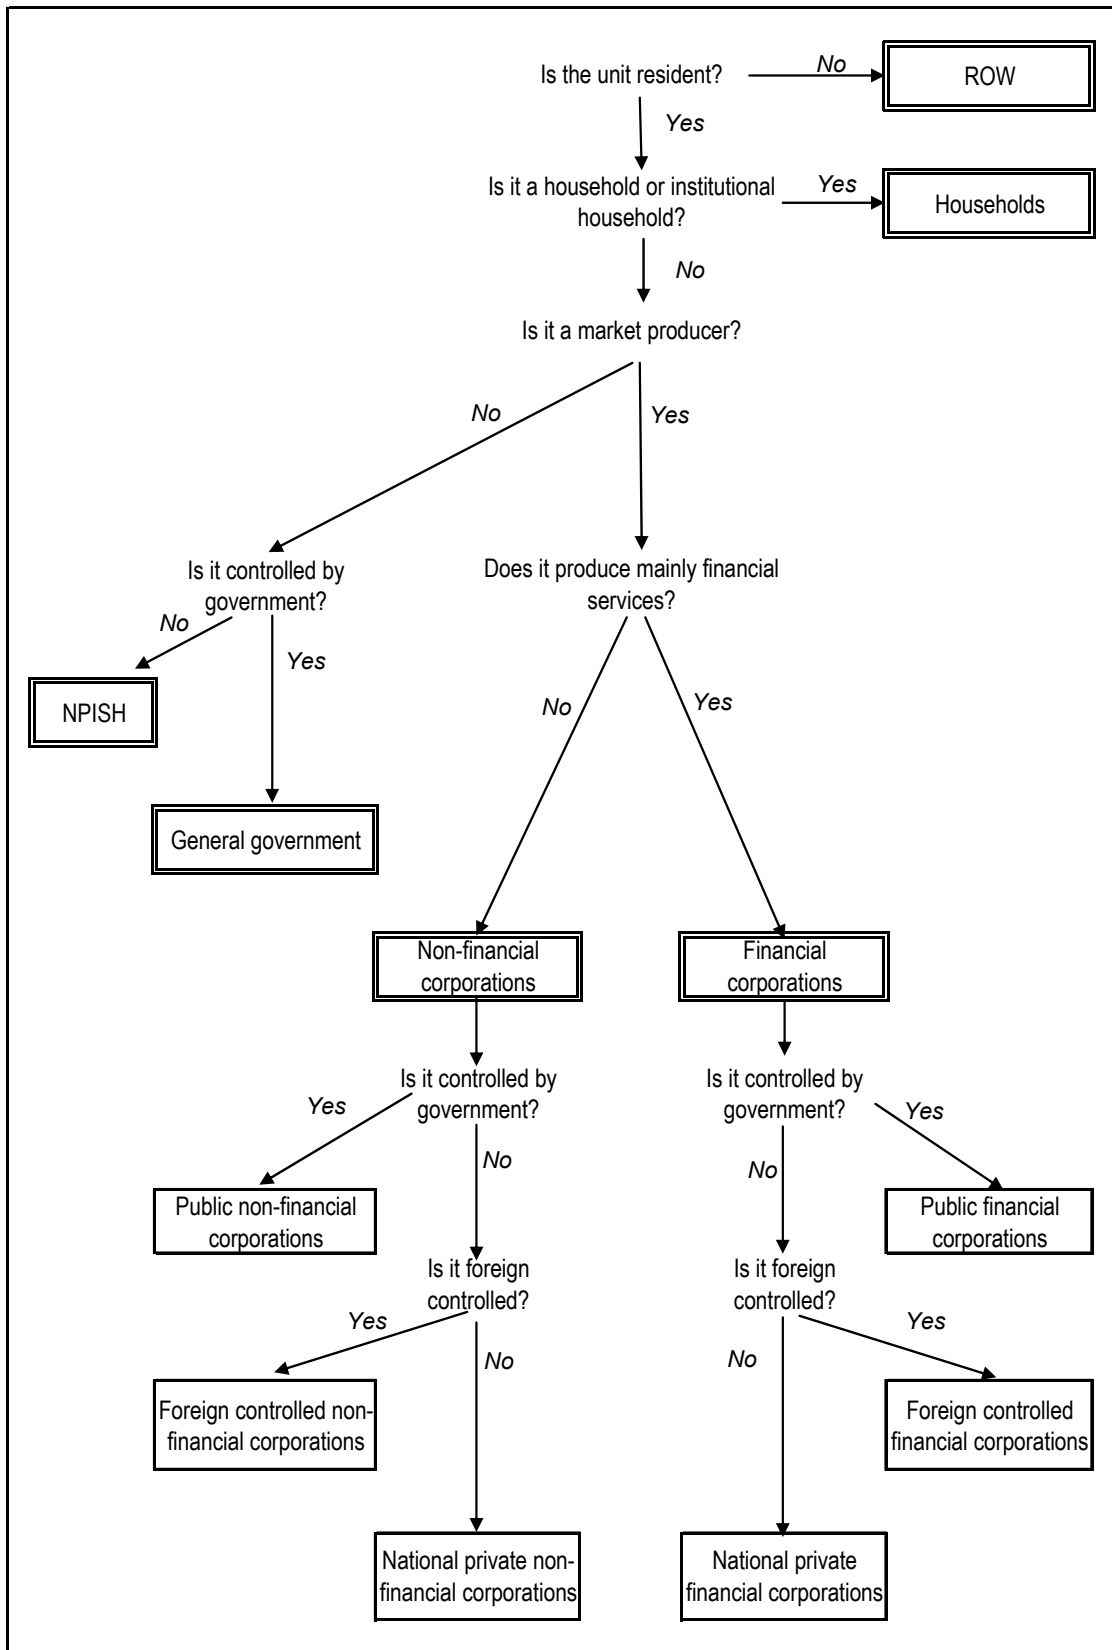 Is the unit resident?
No
ROW
Yes
Is it a household or institutional
household?
Yes
Households
No
Is it a market producer?
No
Yes
Is it controlled by
government?
Does it produce mainly financial
services?
No
Yes
NPISH
No
Yes
General government
Non-financial
corporations
Financial
corporations
Is it controlled by
government?
Is it controlled by
government?
Yes
No
No
Yes
Public non-financial
corporations
Public financial
corporations
Is it foreign
controlled?
Is it foreign
controlled?
Yes
No
No
Yes
Foreign controlled non-
financial corporations
Foreign controlled
financial corporations
National private non-
financial corporations
National private
financial corporations